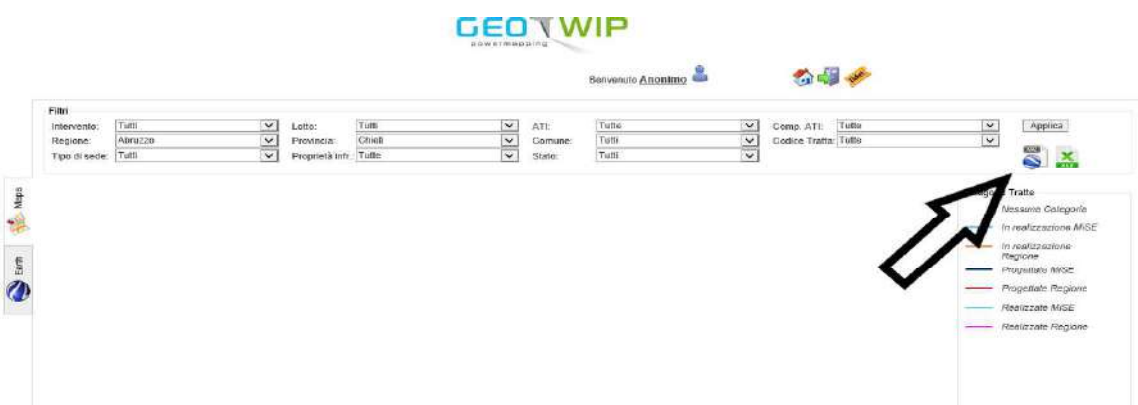 GEOTWIP
powermapping
Benvenuto Anonimo
Filtri
Intervento: Tutti Lotto: Tutti ATI: Tutte Comp. ATI: Tutte Applica
Regione: Abruzzo Provincia: Chieti Comune: Tutti Codice Tratta: Tutte
Tipo di sede: Tutti Proprietà Infr.: Tutte Stato: Tutti
Maps
Earth
Tratte
Nessuna Categoria
In realizzazione MiSE
In realizzazione
Regione
Progettate MiSE
Progettate Regione
Realizzate MiSE
Realizzate Regione